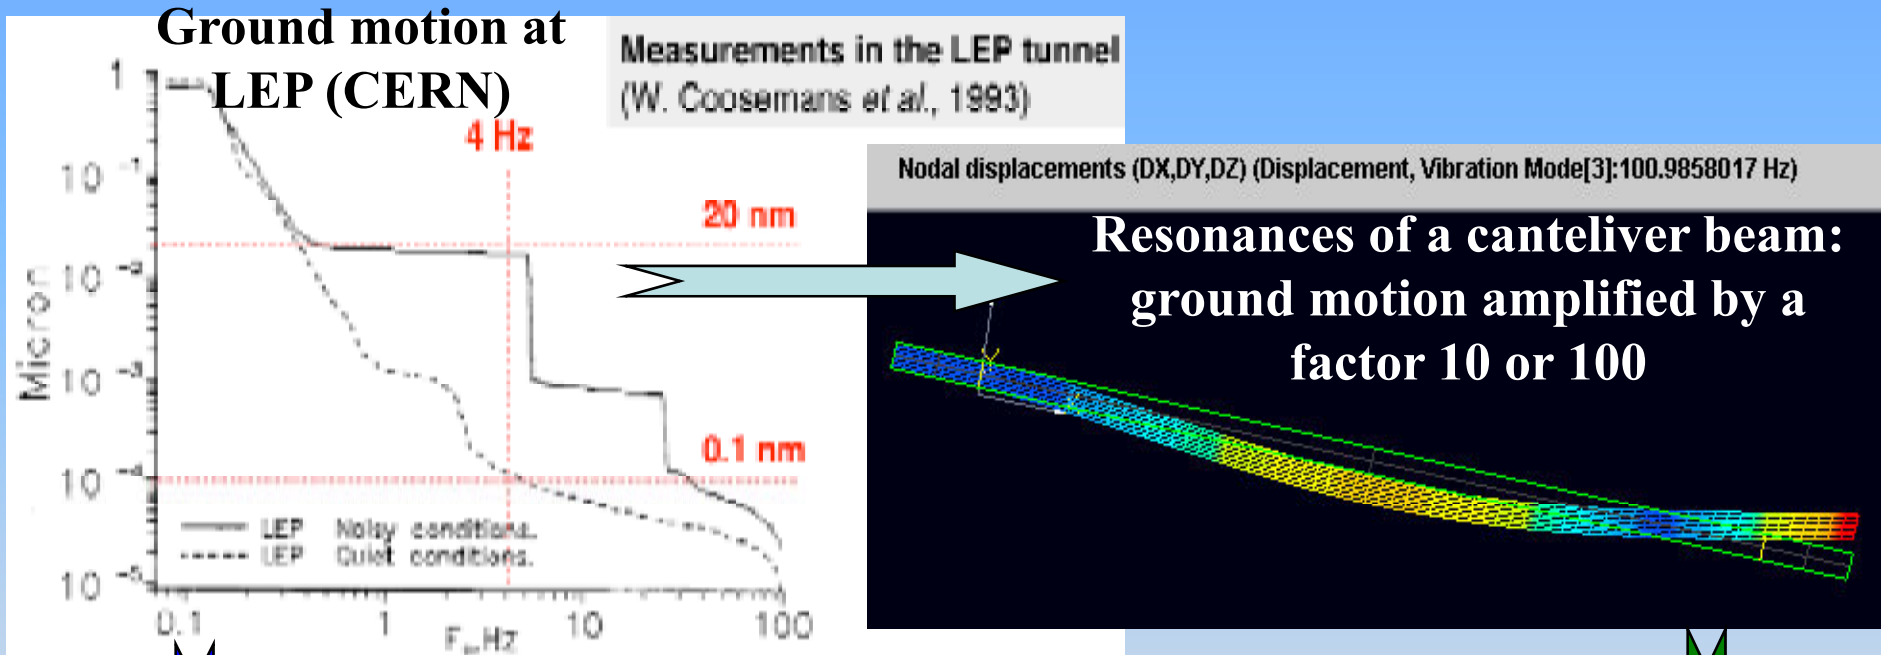 Ground motion at
LEP (CERN)
Measurements in the LEP tunnel
(W. Coosemans et al., 1993)
4 Hz
20 nm
0.1 nm
1
10 -1
10 -2
10 -3
10 -4
10 -5
Micron
LEP Noisy conditions.
LEP Quiet conditions.
0.1
1
10
100
F, Hz
Nodal displacements (DX,DY,DZ) (Displacement, Vibration Mode[3]:100.9858017 Hz)
Resonances of a canteliver beam:
ground motion amplified by a
factor 10 or 100
Y